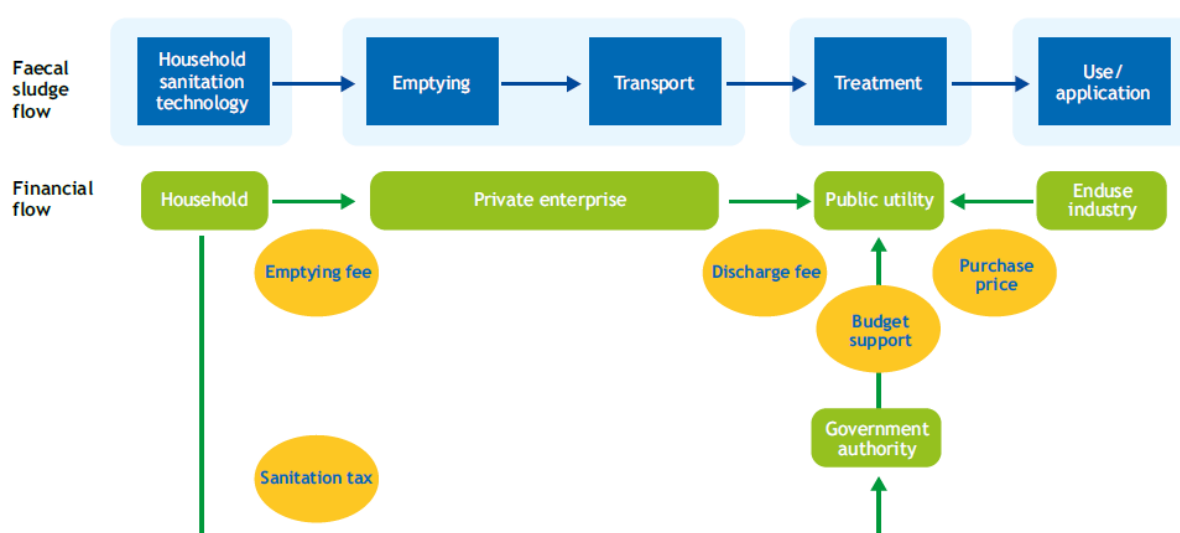 Faecal
sludge
flow
Household
sanitation
technology
Emptying
Transport
Treatment
Use/
application
Financial
flow
Household
Private enterprise
Public utility
Enduse
industry
Emptying fee
Discharge fee
Purchase
price
Budget
support
Government
authority
Sanitation tax